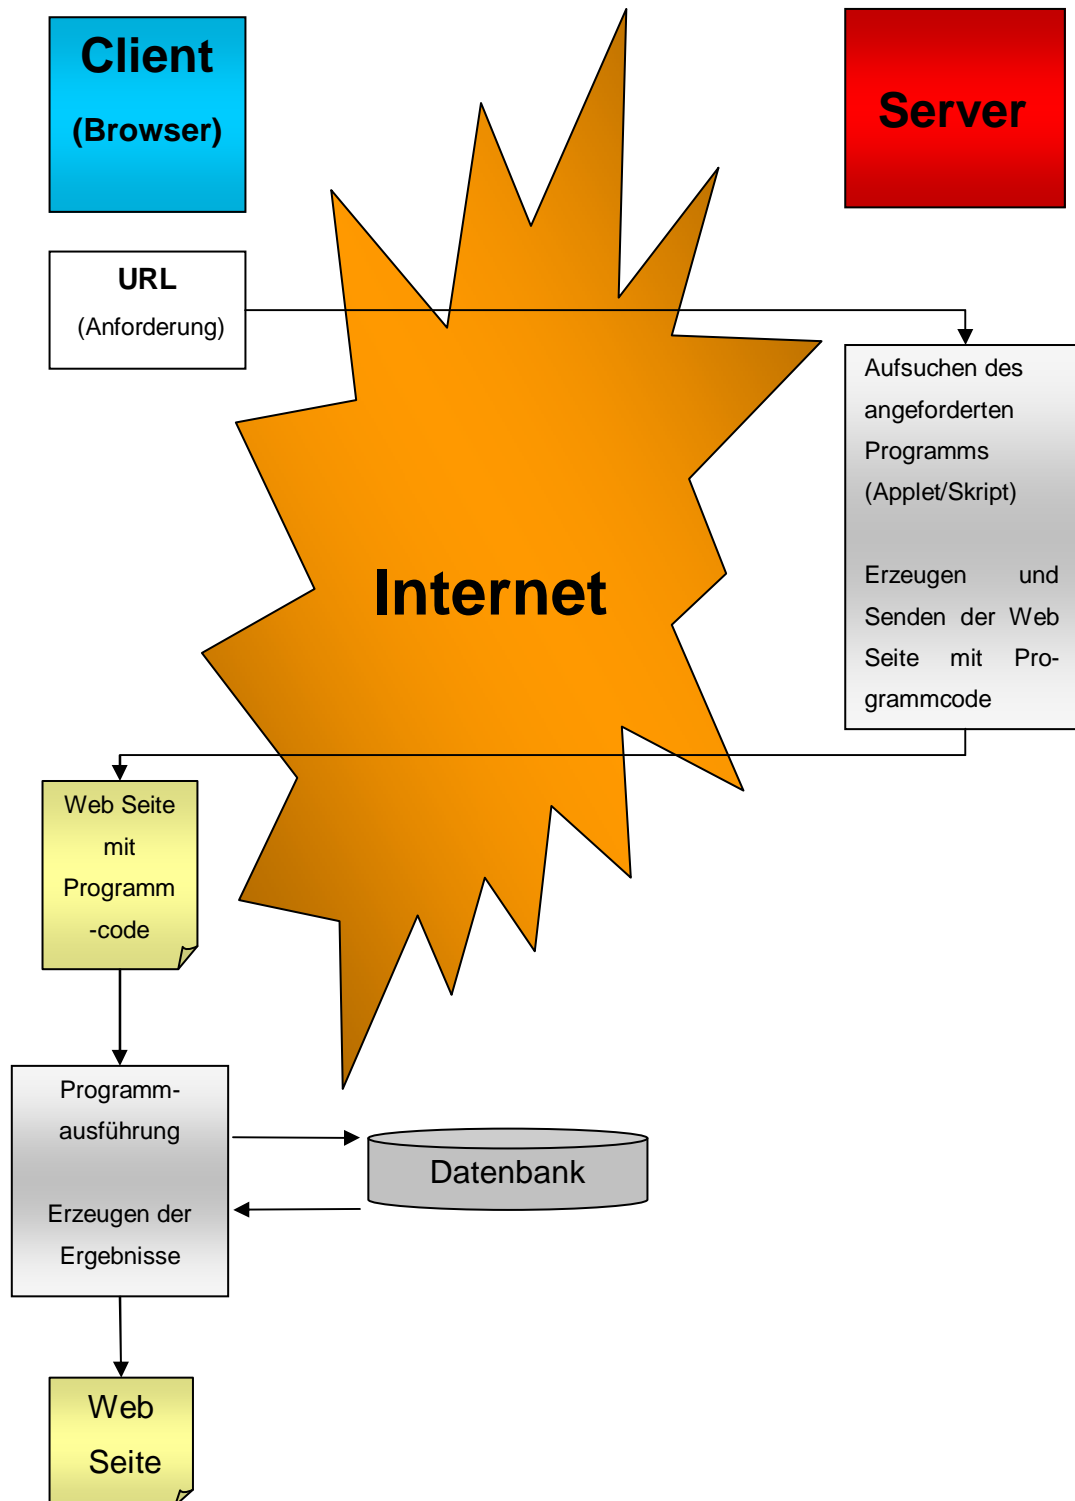 Client
(Browser)
Server
URL
(Anforderung)
Aufsuchen des
angeforderten
Programms
(Applet/Skript)
Erzeugen und
Senden der Web
Seite mit Pro-
grammcode
Internet
Web Seite
mit
Programm
-code
Programm-
ausführung
Erzeugen der
Ergebnisse
Datenbank
Web
Seite